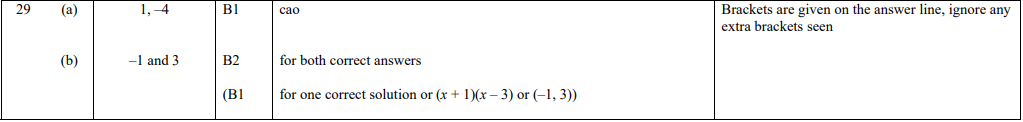 29 (a) 1, –4 B1 cao Brackets are given on the answer line, ignore any
extra brackets seen
(b) –1 and 3 B2 for both correct answers
(B1 for one correct solution or (x + 1)(x – 3) or (–1, 3))